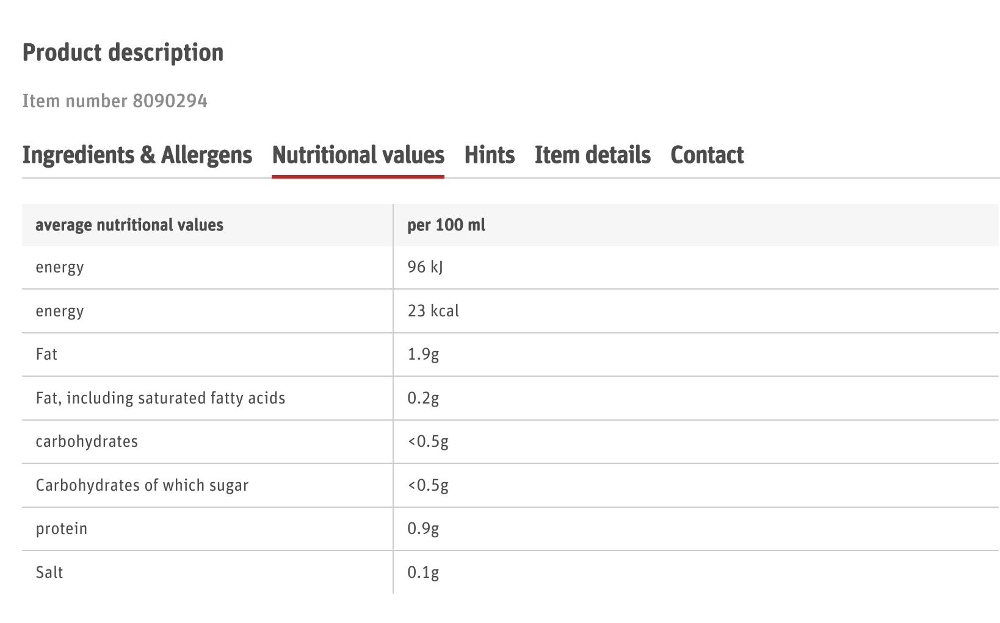 Product description
Item number 8090294
Ingredients & Allergens Nutritional values Hints Item details Contact
average nutritional values per 100 ml
energy 96 kJ
energy 23 kcal
Fat 1.9g
Fat, including saturated fatty acids 0.2g
carbohydrates <0.5g
Carbohydrates of which sugar <0.5g
protein 0.9g
Salt 0.1g